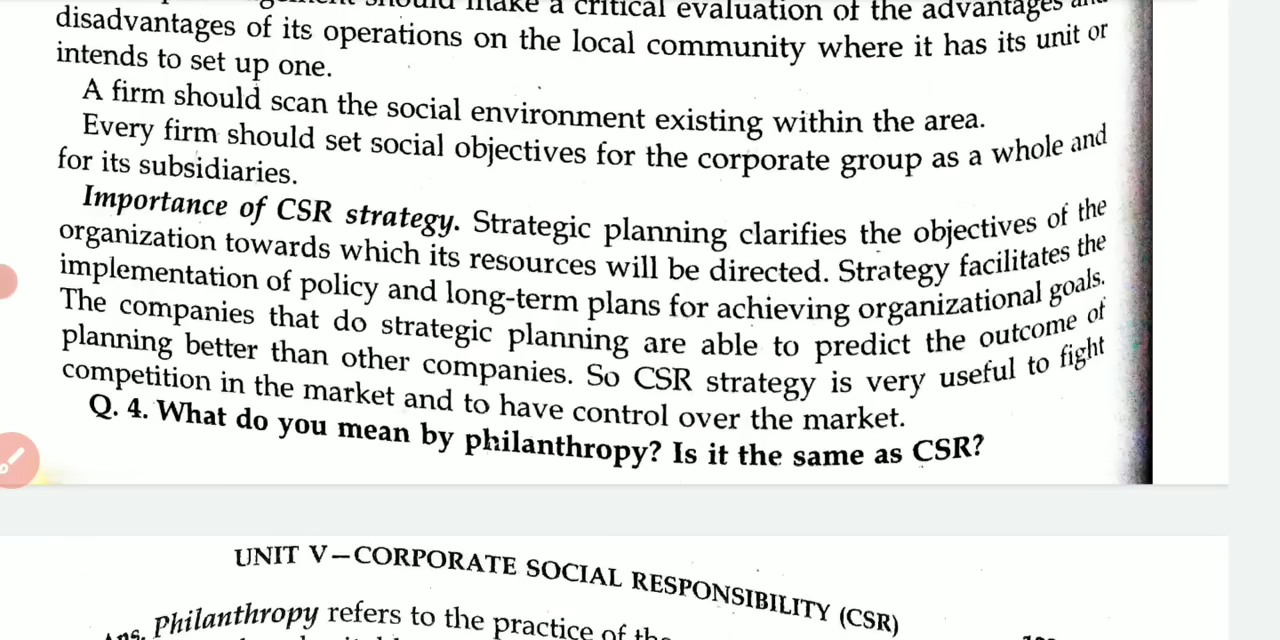 should make a critical evaluation of the advantages
disadvantages of its operations on the local community where it has its unit or
intends to set up one.
A firm should scan the social environment existing within the area.
Every firm should set social objectives for the corporate group as a whole and
for its subsidiaries.
Importance of CSR strategy. Strategic planning clarifies the objectives of the
organization towards which its resources will be directed. Strategy facilitates the
implementation of policy and long-term plans for achieving organizational goals.
The companies that do strategic planning are able to predict the outcome of
planning better than other companies. So CSR strategy is very useful to fight
competition in the market and to have control over the market.
Q. 4. What do you mean by philanthropy? Is it the same as CSR?
UNIT V—CORPORATE SOCIAL RESPONSIBILITY (CSR)
Ans. Philanthropy refers to the practice of